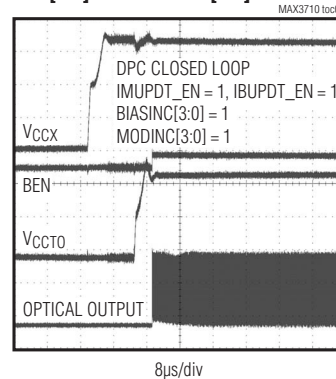 MAX3710 toc
DPC CLOSED LOOP
IMUPDT_EN = 1, IBUPDT_EN = 1
BIASINC[3:0] = 1
MODINC[3:0] = 1
VCCX
BEN
VCCTO
OPTICAL OUTPUT
8µs/div